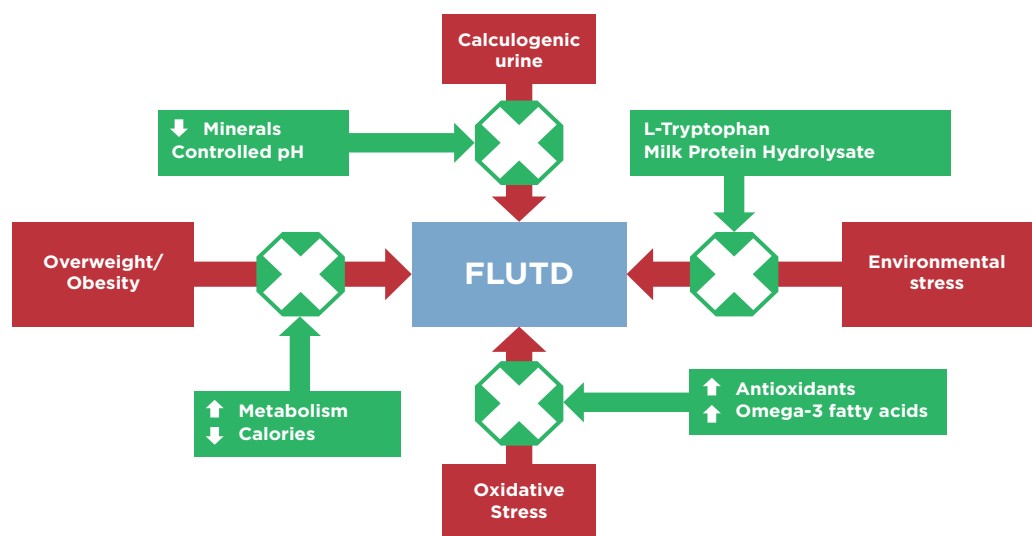 Calculogenic
urine
Minerals
Controlled pH
L-Tryptophan
Milk Protein Hydrolysate
Overweight/
Obesity
FLUTD
Environmental
stress
Metabolism
Calories
Antioxidants
Omega-3 fatty acids
Oxidative
Stress